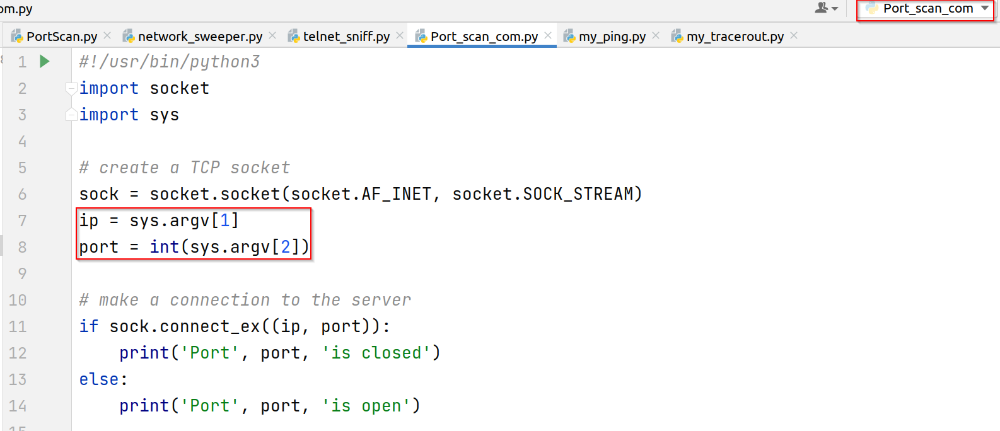 om.py
Port_scan_com
PortScan.py network_sweeper.py telnet_sniff.py Port_scan_com.py my_ping.py my_tracerout.py
1 #!/usr/bin/python3
2 import socket
3 import sys
4
5 # create a TCP socket
6 sock = socket.socket(socket.AF_INET, socket.SOCK_STREAM)
7 ip = sys.argv[1]
8 port = int(sys.argv[2])
9
10 # make a connection to the server
11 if sock.connect_ex((ip, port)):
12 print('Port', port, 'is closed')
13 else:
14 print('Port', port, 'is open')
15